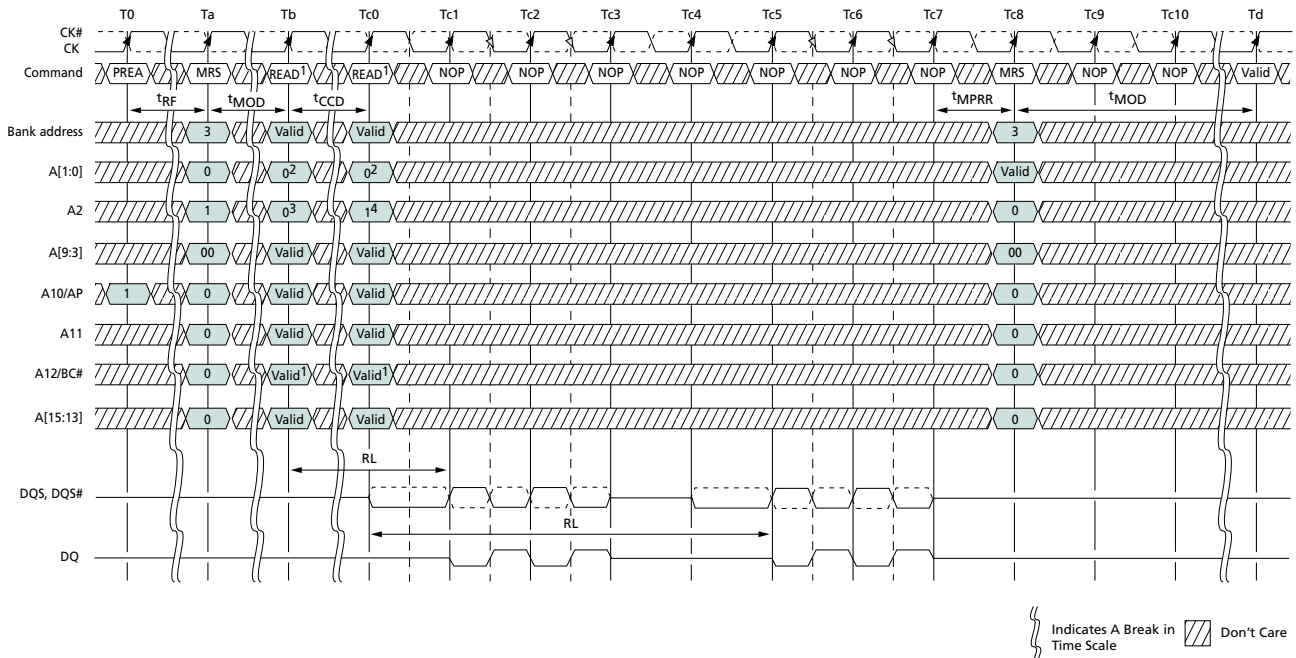 T0 Ta Tb Tc0 Tc1 Tc2 Tc3 Tc4 Tc5 Tc6 Tc7 Tc8 Tc9 Tc10 Td
CK#
CK
Command PREA MRS READ1 READ1 NOP NOP NOP NOP NOP NOP NOP MRS NOP NOP Valid
tRF tMOD tCCD tMPRR tMOD
Bank address 3 Valid Valid 3
A[1:0] 0 02 02 Valid
A2 1 03 14 0
A[9:3] 00 Valid Valid 00
A10/AP 1 0 Valid Valid 0
A11 0 Valid Valid 0
A12/BC# 0 Valid1 Valid1 0
A[15:13] 0 Valid Valid 0
RL
DQS, DQS#
RL
DQ
Indicates A Break in
Time Scale
Don't Care